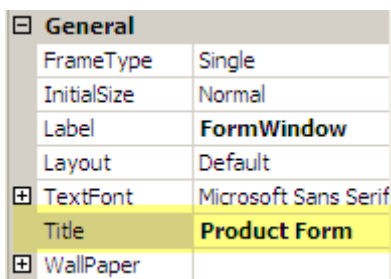 General
FrameType Single
InitialSize Normal
Label FormWindow
Layout Default
TextFont Microsoft Sans Serif
Title Product Form
WallPaper